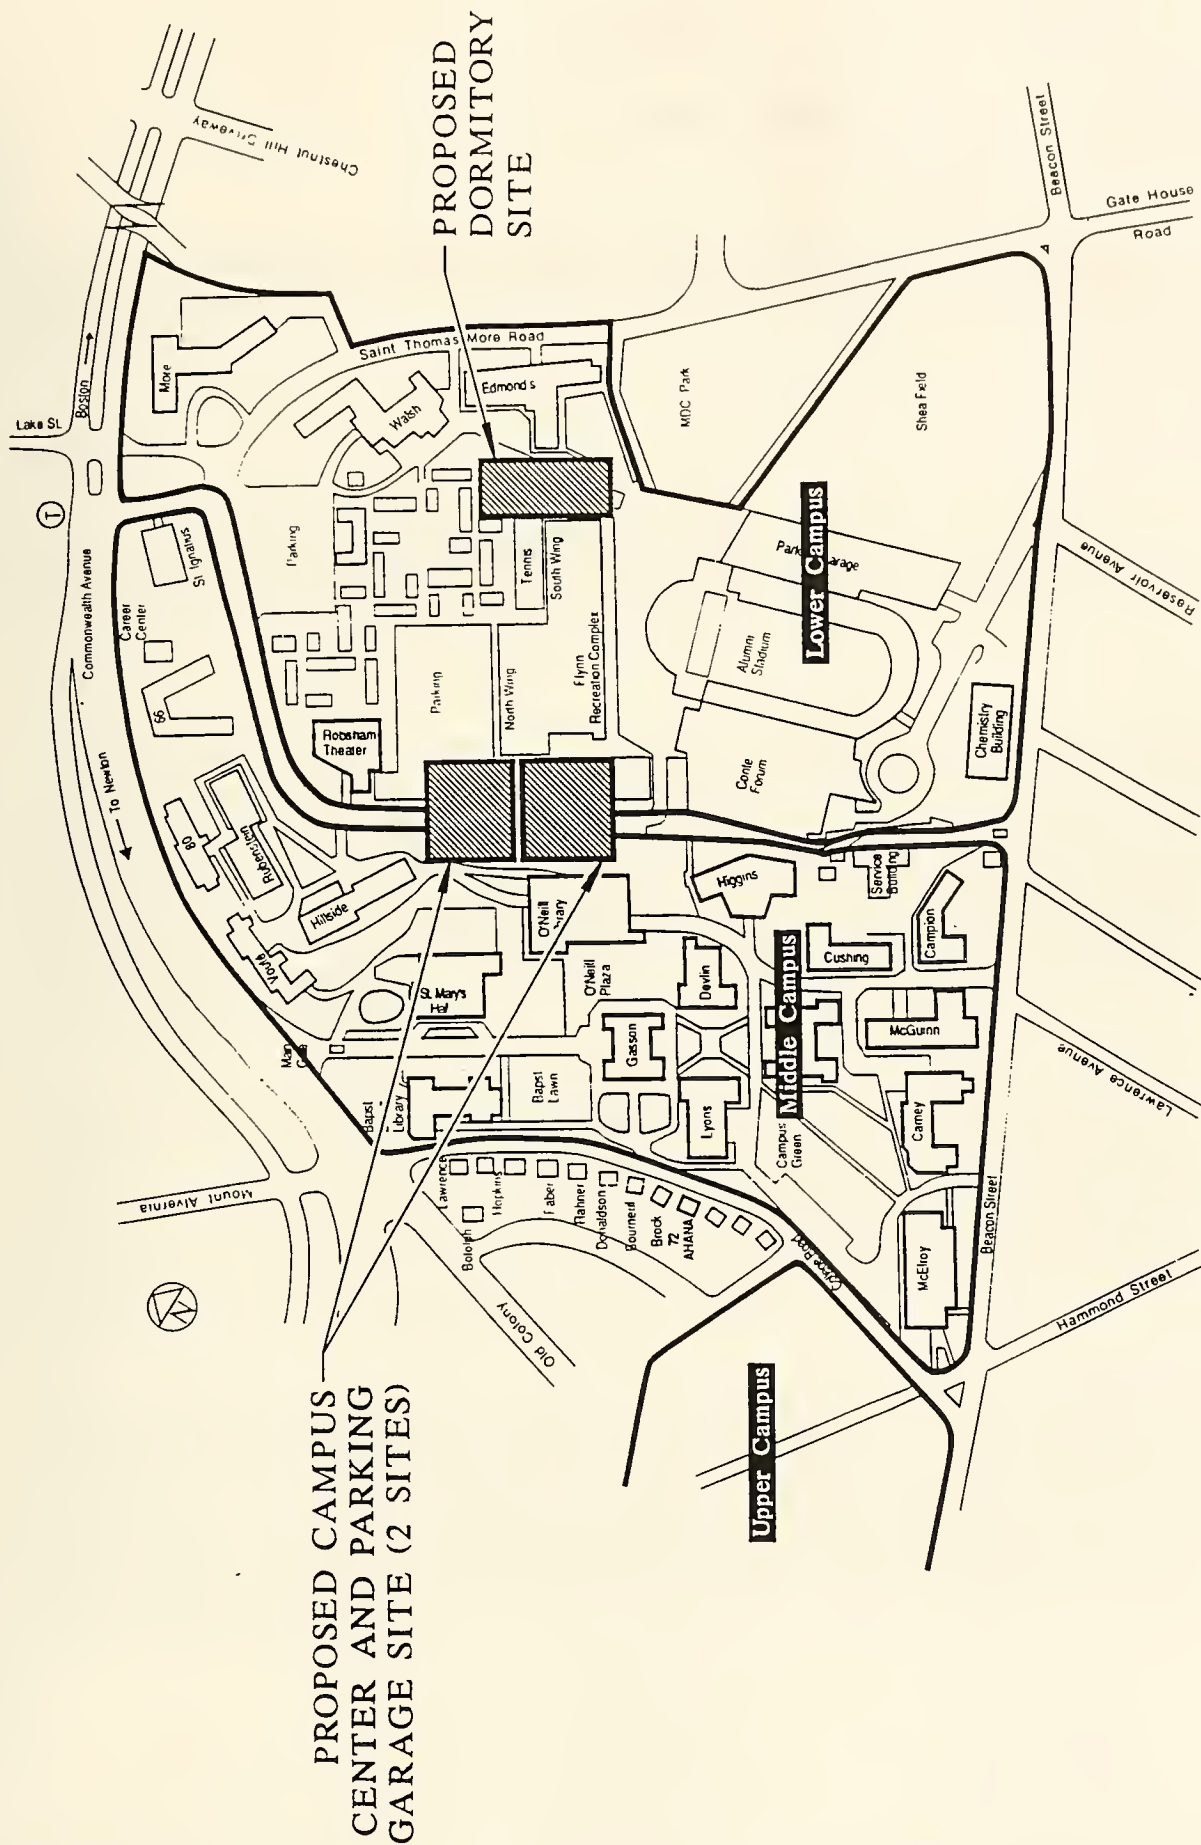 PROPOSED
DORMITORY
SITE
PROPOSED CAMPUS
CENTER AND PARKING
GARAGE SITE (2 SITES)
Chestnut Hill Driveway
Lake St.
Boston
T
Commonwealth Avenue
To Newton
More
Saint Thomas More Road
Walsh
Edmonds
St Ignatius
Career
Center
66
Parking
Parking
Robsham
Theater
Tennis
South Wing
North Wing
Flynn
Recreation Complex
MDC Park
Shea Field
Lower Campus
Alumni
Stadium
Conte
Forum
Chemistry
Building
Beacon Street
Gate House
Road
Reservoir Avenue
80
Rubenstein
Hillside
St. Mary's
Hall
O'Neill
O'Neill
Plaza
Higgins
Service
Building
Campion
Cushing
Devlin
Middle Campus
McGuinn
Gasson
Lyons
Carney
Campus
Green
McElroy
Bapst
Library
Bapst
Lawn
Lawrence
Bololph
Hopkins
Faber
Rahner
Donaldson
Bourneuf
Brock
72
AHANA
College Road
Beacon Street
Lawrence Avenue
Hammond Street
Mount Alvernia
Old Colony
Upper Campus